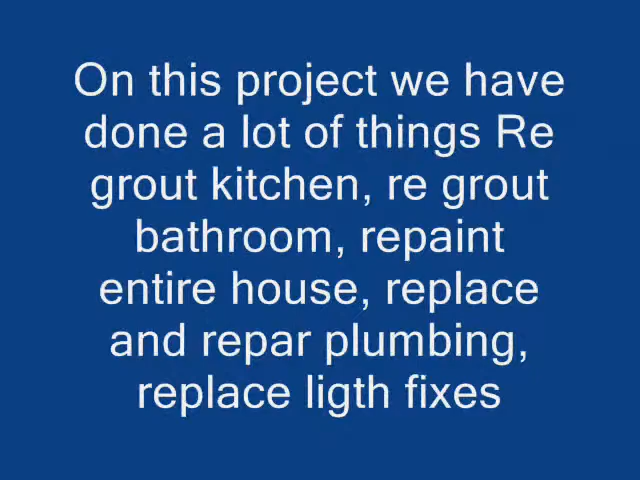 On this project we have
done a lot of things Re
grout kitchen, re grout
bathroom, repaint
entire house, replace
and repar plumbing,
replace ligth fixes